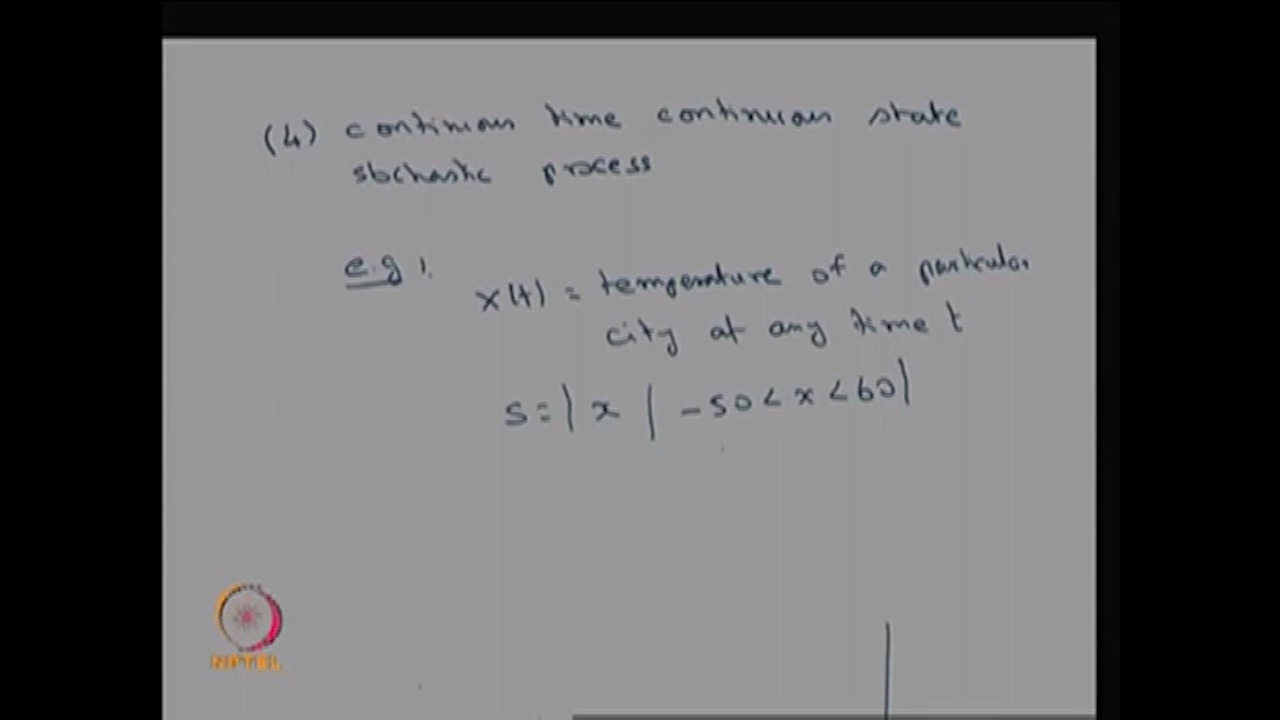 (4) continuous time continuous state
stochastic process
e.g 1.
X(t) = temperature of a particular
city at any time t
S = { x | -50 < x < 60 }
NPTEL